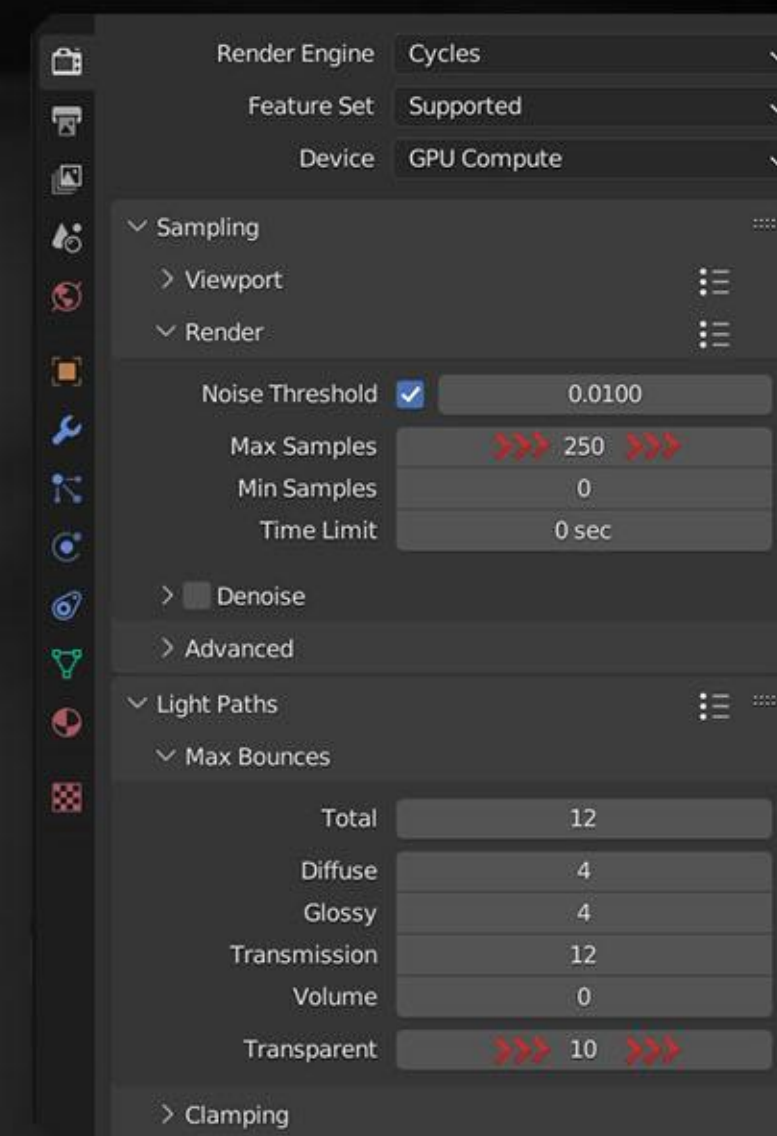 Render Engine Cycles
Feature Set Supported
Device GPU Compute
Sampling
Viewport
Render
Noise Threshold 0.0100
Max Samples >>> 250 >>>
Min Samples 0
Time Limit 0 sec
Denoise
Advanced
Light Paths
Max Bounces
Total 12
Diffuse 4
Glossy 4
Transmission 12
Volume 0
Transparent >>> 10 >>>
Clamping